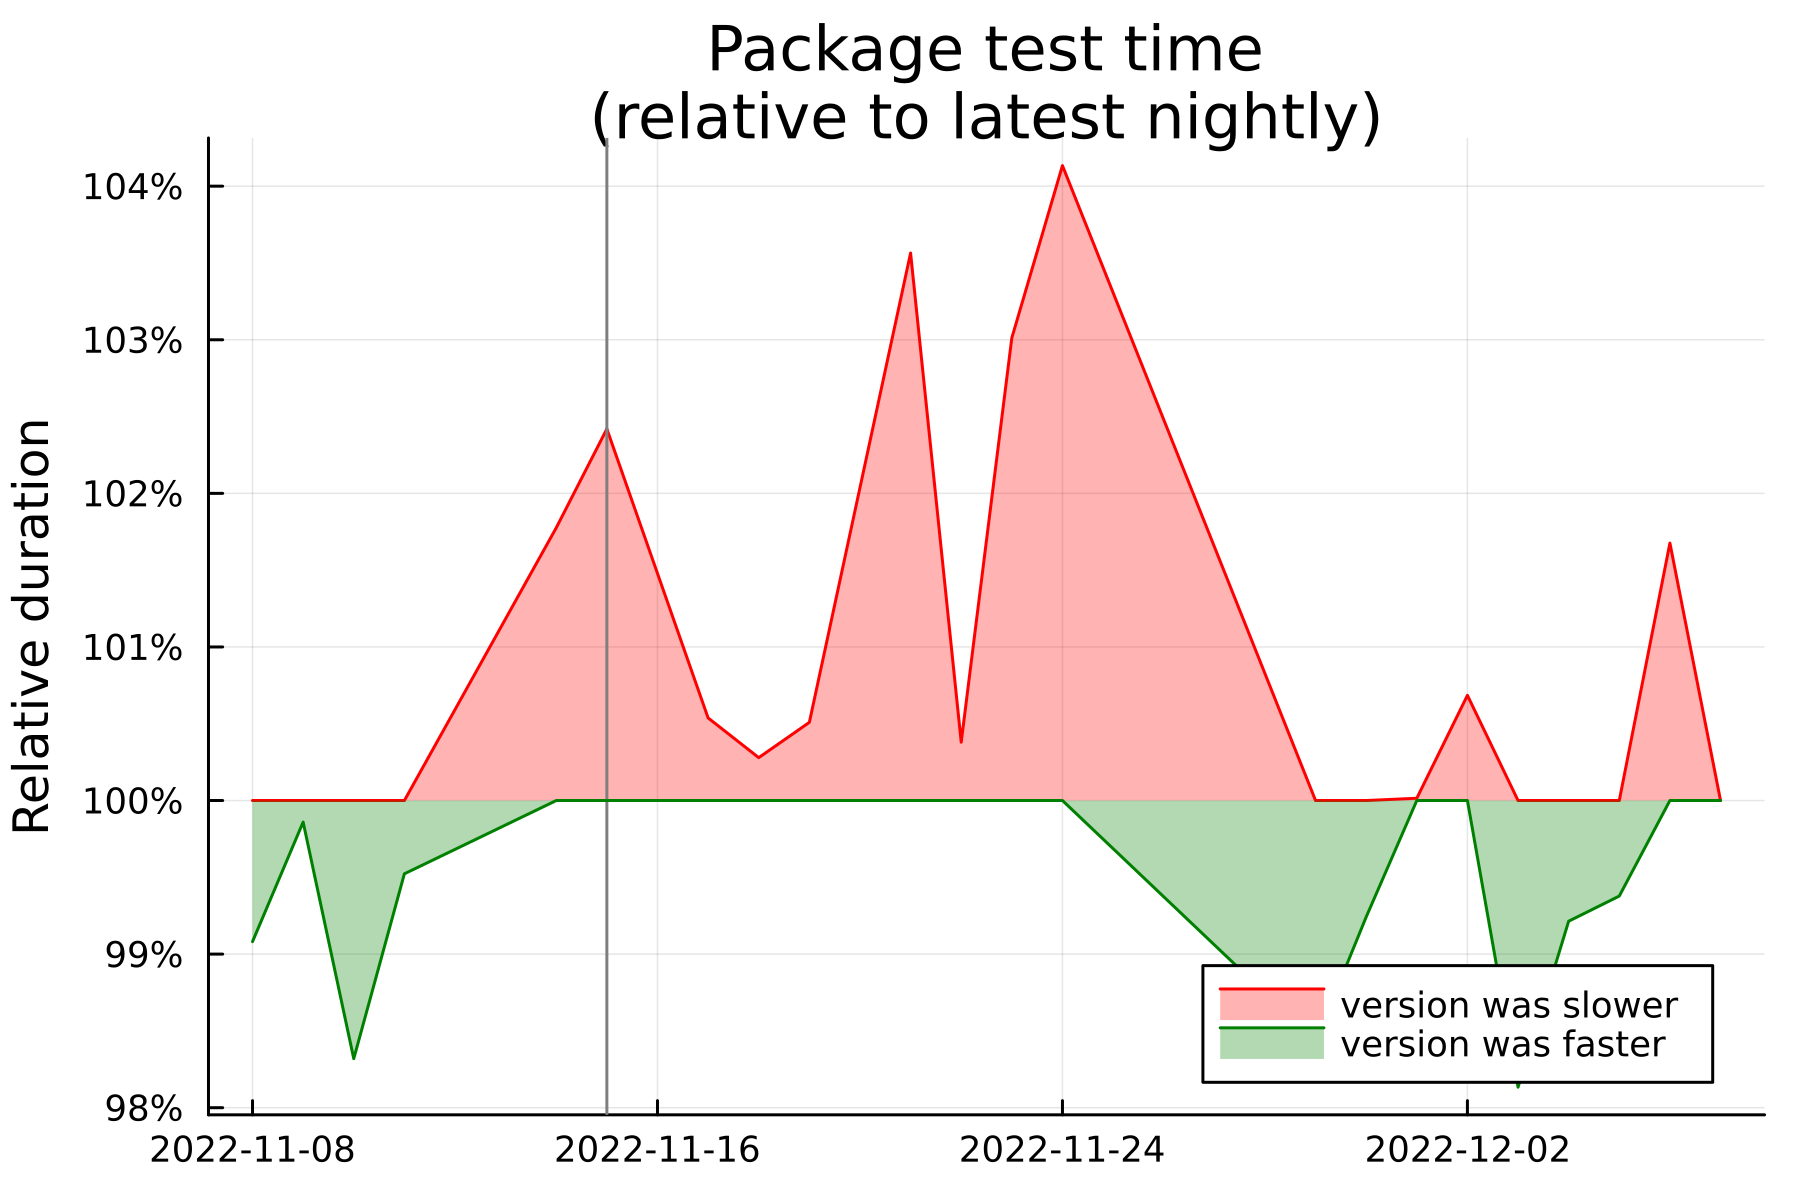 Package test time
(relative to latest nightly)
Relative duration
104%
103%
102%
101%
100%
99%
98%
version was slower
version was faster
2022-11-08
2022-11-16
2022-11-24
2022-12-02